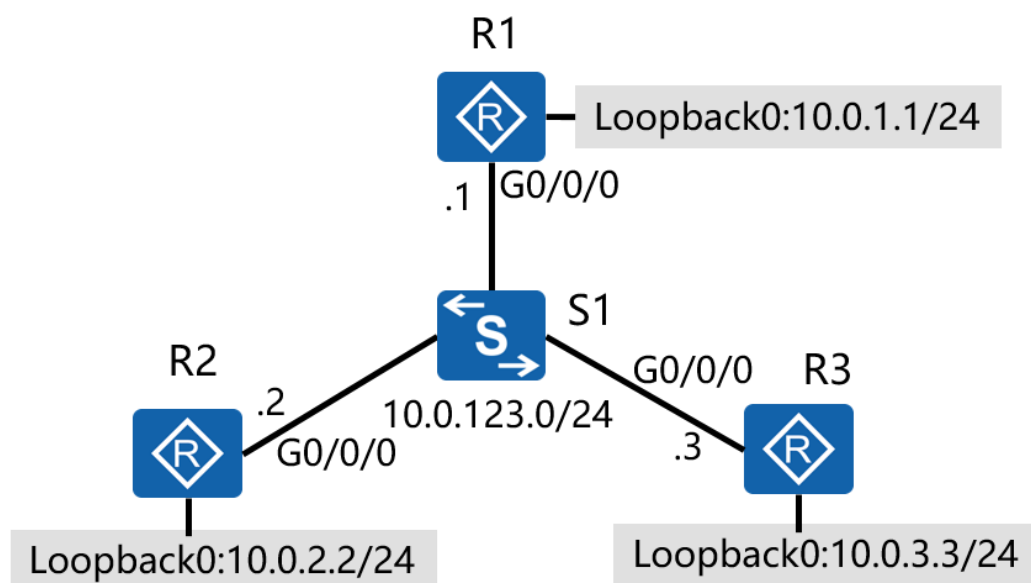 R1
R
Loopback0:10.0.1.1/24
.1
G0/0/0
S
S1
R2
.2
G0/0/0
10.0.123.0/24
G0/0/0
R3
.3
R
R
Loopback0:10.0.2.2/24
Loopback0:10.0.3.3/24